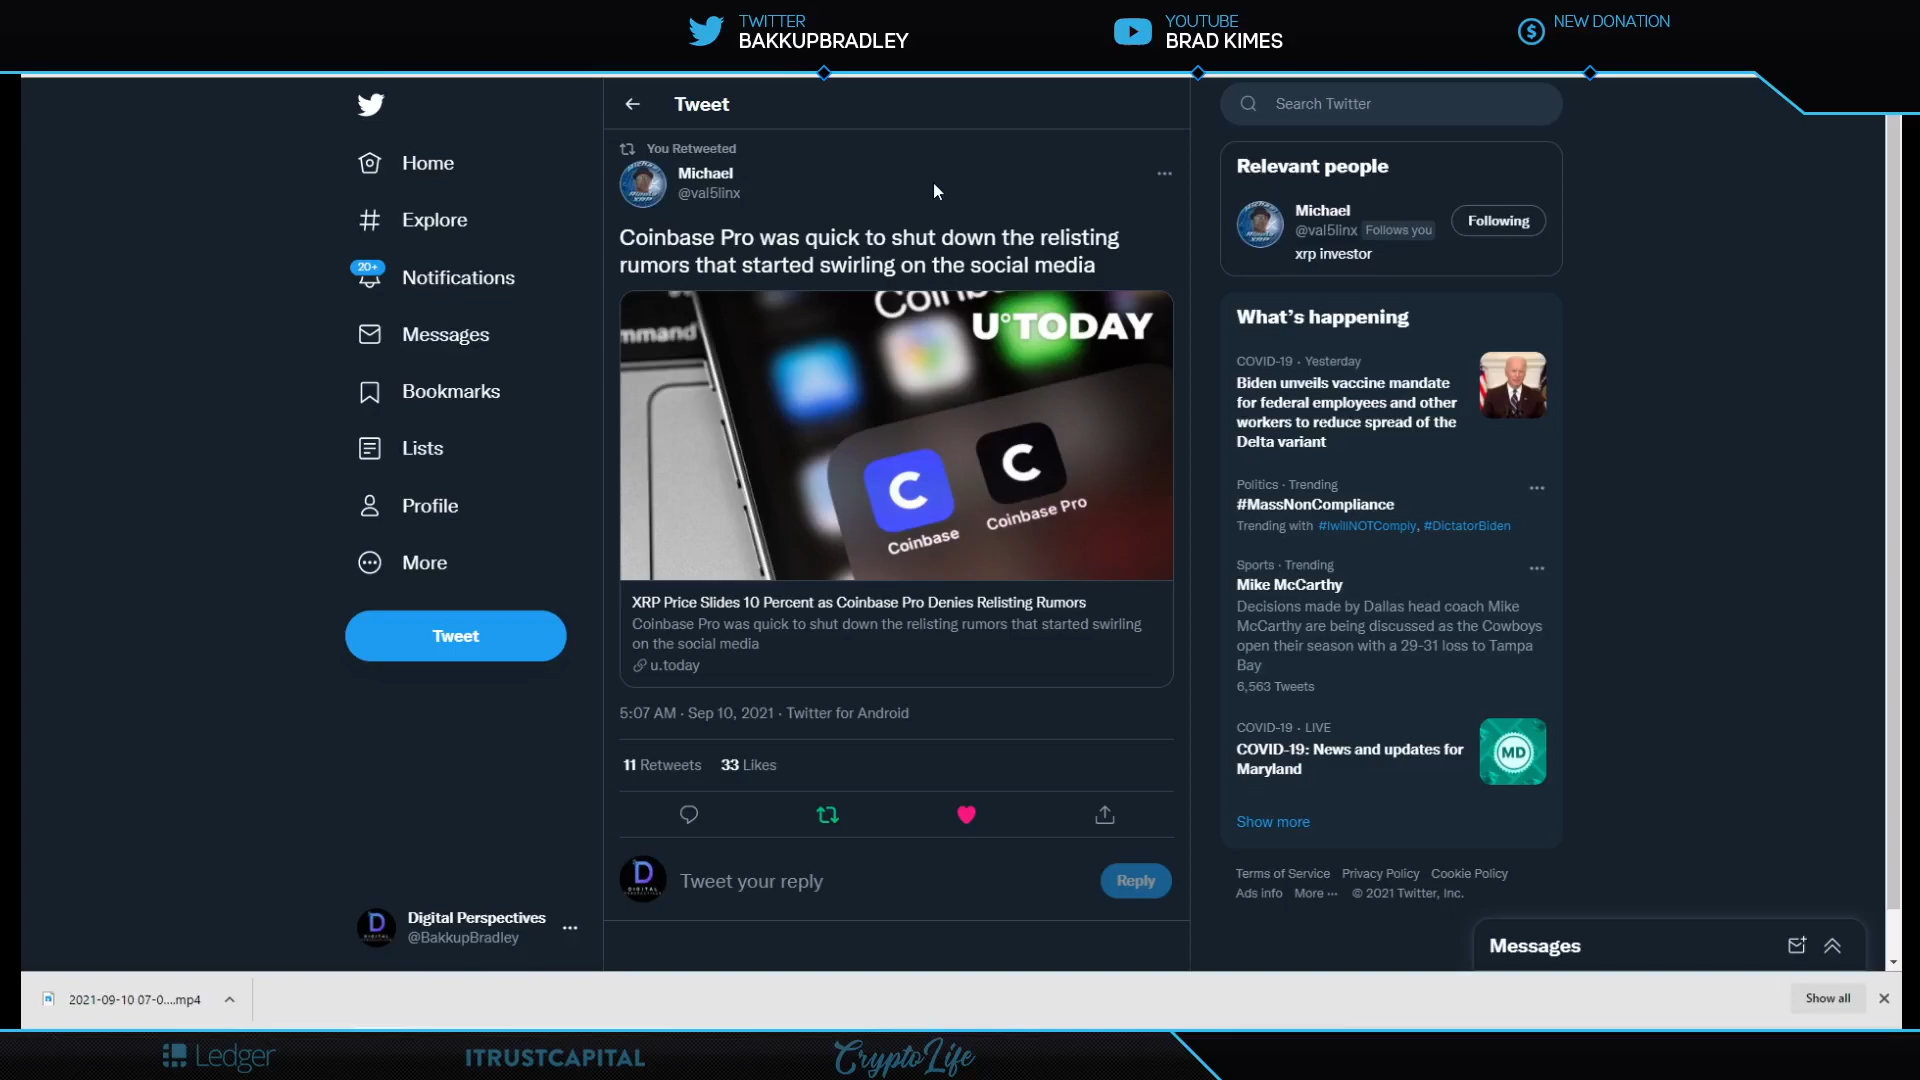 TWITTER
BAKKUPBRADLEY
YOUTUBE
BRAD KIMES
NEW DONATION
Home
Explore
20+
Notifications
Messages
Bookmarks
Lists
Profile
More
Tweet
Digital Perspectives
@BakkupBradley
Tweet
You Retweeted
Michael
@val5linx
Coinbase Pro was quick to shut down the relisting
rumors that started swirling on the social media
mmand
U°TODAY
Coinbase
Coinbase Pro
XRP Price Slides 10 Percent as Coinbase Pro Denies Relisting Rumors
Coinbase Pro was quick to shut down the relisting rumors that started swirling
on the social media
u.today
5:07 AM · Sep 10, 2021 · Twitter for Android
11 Retweets 33 Likes
Tweet your reply
Reply
Search Twitter
Relevant people
Michael
@val5linx Follows you
Following
xrp investor
What's happening
COVID-19 · Yesterday
Biden unveils vaccine mandate
for federal employees and other
workers to reduce spread of the
Delta variant
Politics · Trending
#MassNonCompliance
Trending with #IwillNOTComply, #DictatorBiden
Sports · Trending
Mike McCarthy
Decisions made by Dallas head coach Mike
McCarthy are being discussed as the Cowboys
open their season with a 29-31 loss to Tampa
Bay
6,563 Tweets
COVID-19 · LIVE
COVID-19: News and updates for
Maryland
MD
Show more
Terms of Service Privacy Policy Cookie Policy
Ads info More ··· © 2021 Twitter, Inc.
Messages
2021-09-10 07-0....mp4
Show all
Ledger
ITRUSTCAPITAL
CryptoLife